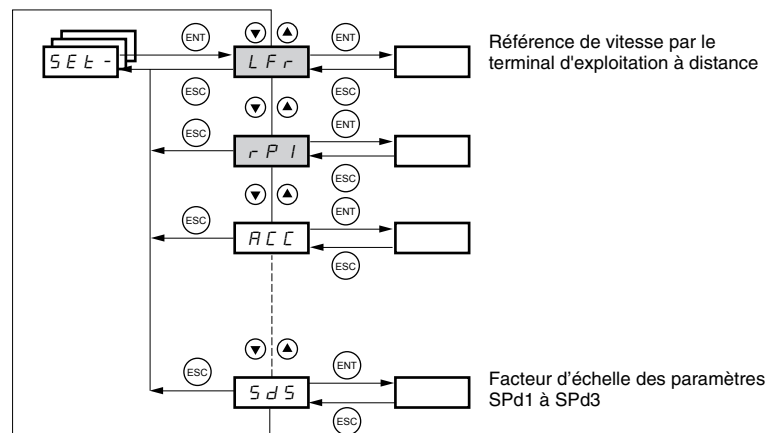 ENT
ENT
SEt-
LFr
Référence de vitesse par le
terminal d'exploitation à distance
ESC
ESC
ESC
ENT
rPI
ESC
ESC
ENT
ACC
ESC
ESC
ENT
SdS
Facteur d’échelle des paramètres
SPd1 à SPd3
ESC